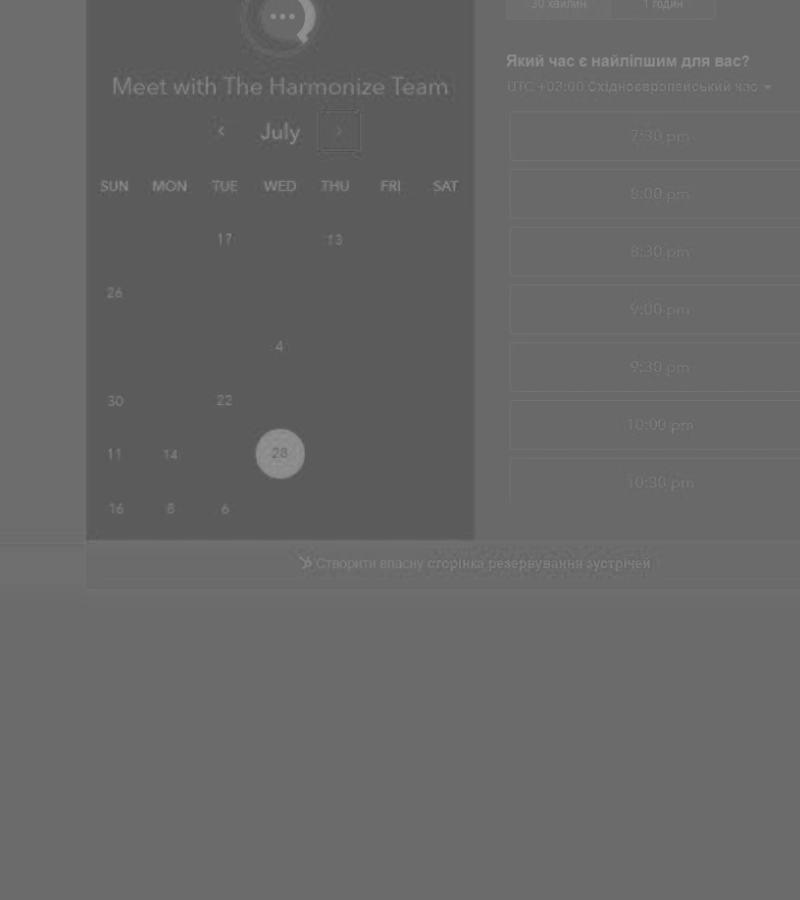 30 хвилин 1 годин
Meet with The Harmonize Team
July
SUN MON TUE WED THU FRI SAT
17 13
26
4
30 22
11 14 28
16 8 6
Який час є найліпшим для вас?
UTC +03:00 Східноєвропейський час
7:30 pm
8:00 pm
8:30 pm
9:00 pm
9:30 pm
10:00 pm
10:30 pm
Створити власну сторінка резервування зустрічей